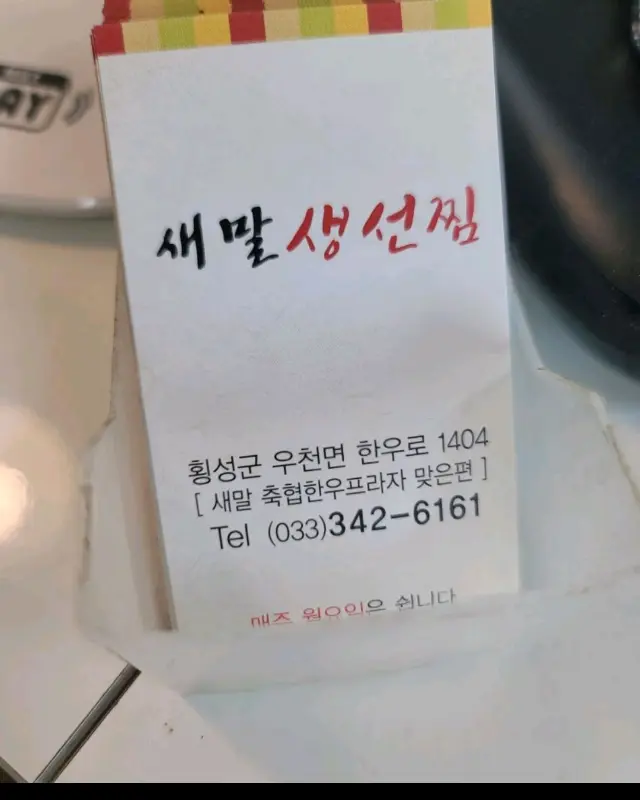 AY
새말 생선찜
횡성군 우천면 한우로 1404
[ 새말 축협한우프라자 맞은편 ]
Tel (033)342-6161
매주 월요일은 쉽니다